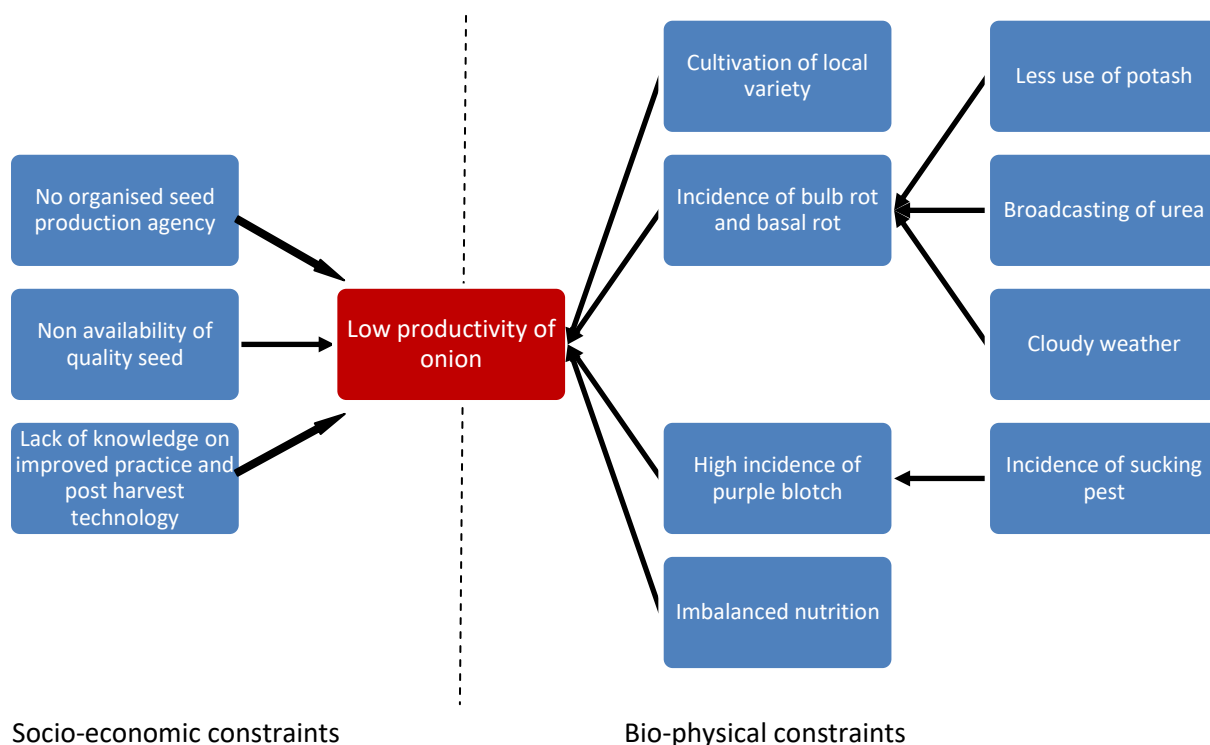 Cultivation of local
variety
Less use of potash
No organised seed
production agency
Incidence of bulb rot
and basal rot
Broadcasting of urea
Non availability of
quality seed
Low productivity of
onion
Cloudy weather
Lack of knowledge on
improved practice and
post harvest
technology
High incidence of
purple blotch
Incidence of sucking
pest
Imbalanced nutrition
Socio-economic constraints
Bio-physical constraints